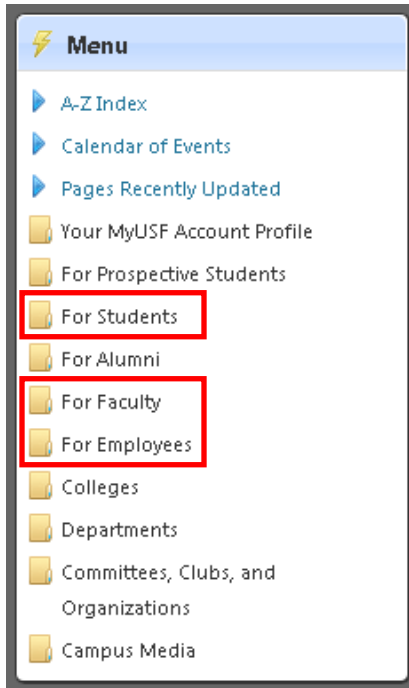 Menu
A-Z Index
Calendar of Events
Pages Recently Updated
Your MyUSF Account Profile
For Prospective Students
For Students
For Alumni
For Faculty
For Employees
Colleges
Departments
Committees, Clubs, and
Organizations
Campus Media